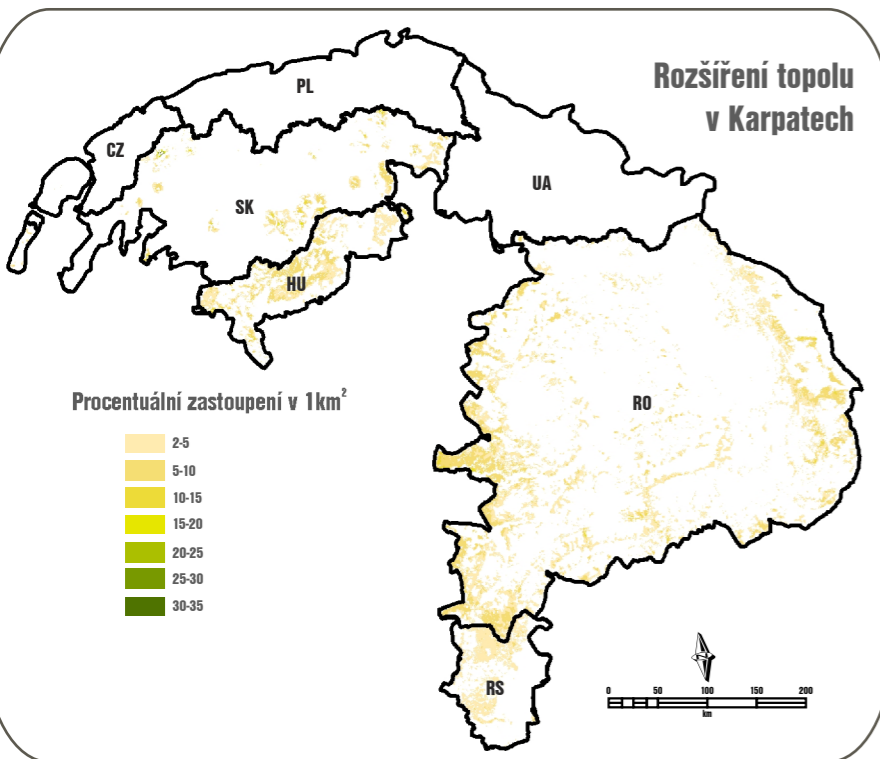 Rozšíření topolu
v Karpatech
PL
CZ
SK
UA
HU
RO
RS
Procentuální zastoupení v 1km²
2-5
5-10
10-15
15-20
20-25
25-30
30-35
0 50 100 150 200
km